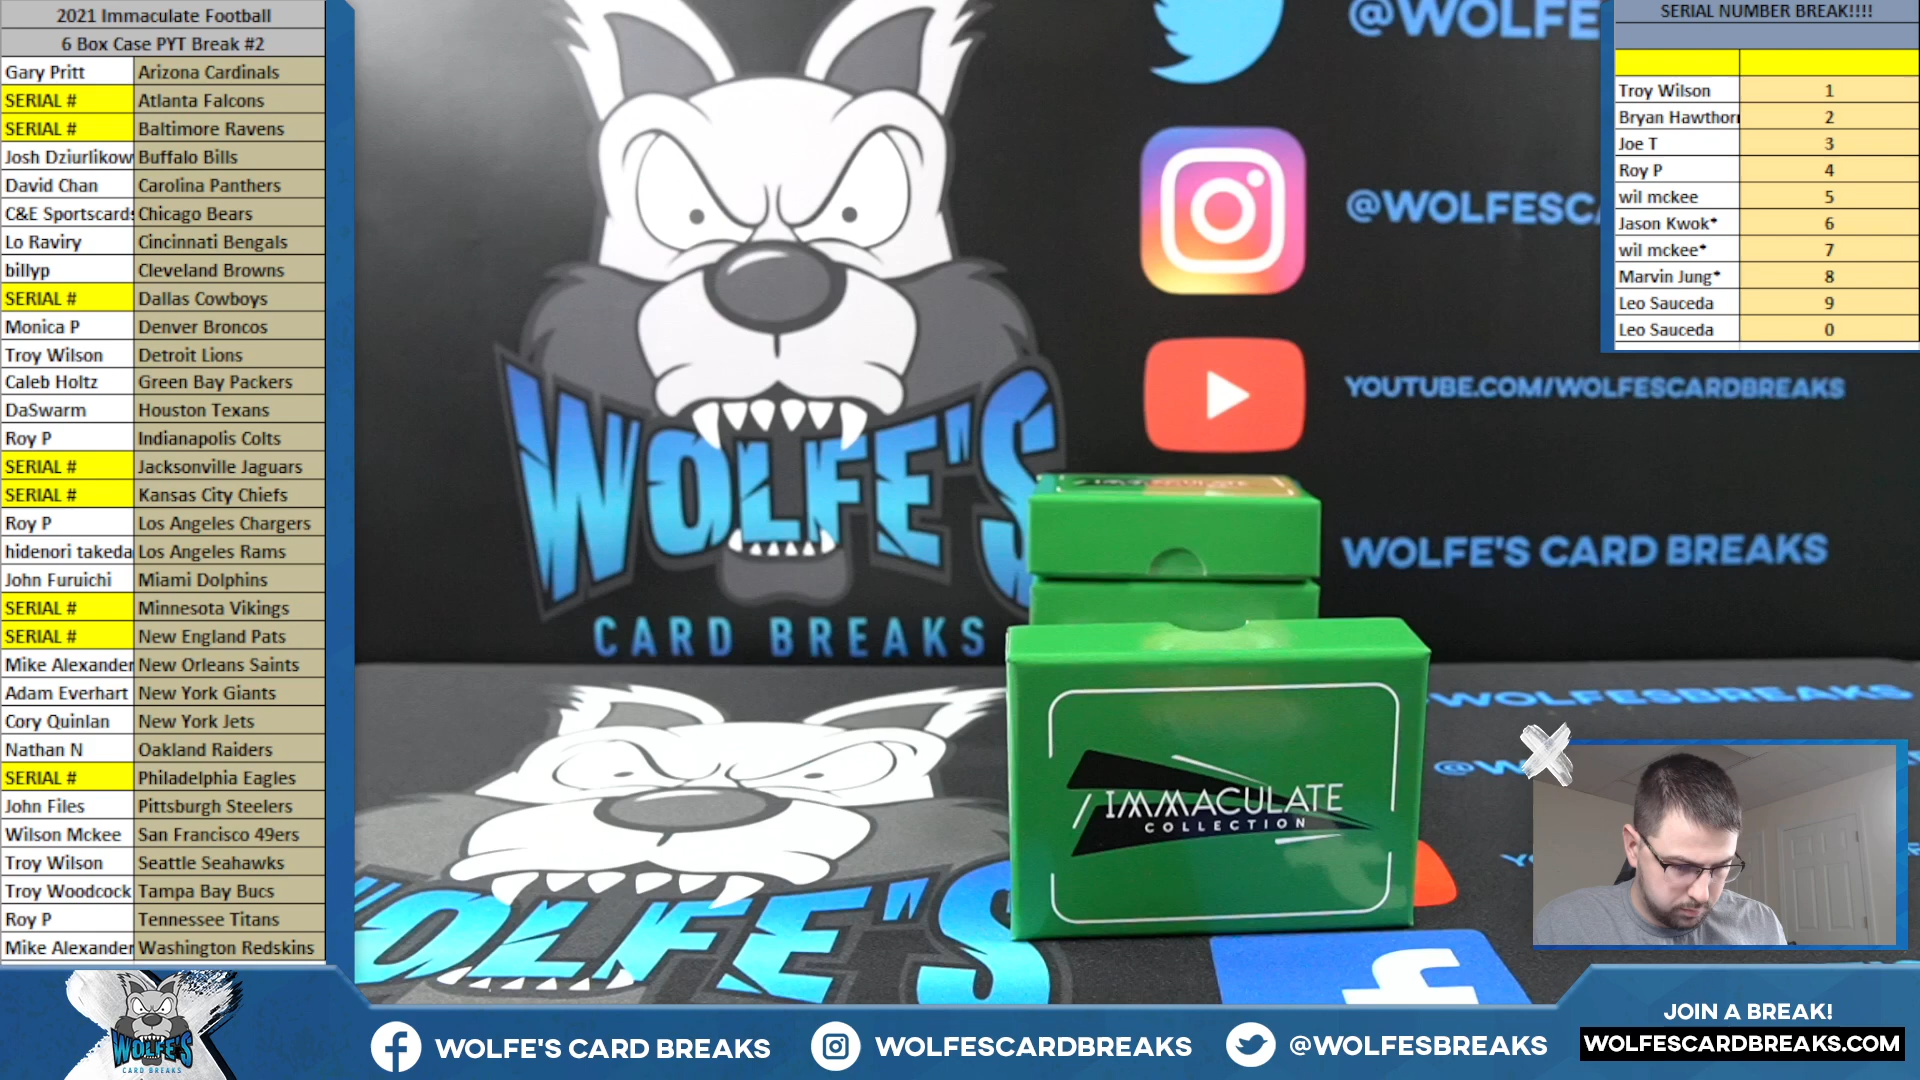 2021 Immaculate Football
6 Box Case PYT Break #2
Gary Pritt Arizona Cardinals
SERIAL # Atlanta Falcons
SERIAL # Baltimore Ravens
Josh Dziurlikow Buffalo Bills
David Chan Carolina Panthers
C&E Sportscards Chicago Bears
Lo Raviry Cincinnati Bengals
billyp Cleveland Browns
SERIAL # Dallas Cowboys
Monica P Denver Broncos
Troy Wilson Detroit Lions
Caleb Holtz Green Bay Packers
DaSwarm Houston Texans
Roy P Indianapolis Colts
SERIAL # Jacksonville Jaguars
SERIAL # Kansas City Chiefs
Roy P Los Angeles Chargers
hidenori takeda Los Angeles Rams
John Furuichi Miami Dolphins
SERIAL # Minnesota Vikings
SERIAL # New England Pats
Mike Alexander New Orleans Saints
Adam Everhart New York Giants
Cory Quinlan New York Jets
Nathan N Oakland Raiders
SERIAL # Philadelphia Eagles
John Files Pittsburgh Steelers
Wilson Mckee San Francisco 49ers
Troy Wilson Seattle Seahawks
Troy Woodcock Tampa Bay Bucs
Roy P Tennessee Titans
Mike Alexander Washington Redskins
WOLFE'S
CARD BREAKS
@WOLFE
@WOLFESCA
YOUTUBE.COM/WOLFESCARDBREAKS
WOLFE'S CARD BREAKS
SERIAL NUMBER BREAK!!!!
Troy Wilson 1
Bryan Hawthorn 2
Joe T 3
Roy P 4
wil mckee 5
Jason Kwok* 6
wil mckee* 7
Marvin Jung* 8
Leo Sauceda 9
Leo Sauceda 0
IMMACULATE
IMMACULATE
COLLECTION
WOLFESBREAKS
@W
WOLFE'S
WOLFE'S
CARD BREAKS
WOLFE'S CARD BREAKS
WOLFESCARDBREAKS
@WOLFESBREAKS
JOIN A BREAK!
WOLFESCARDBREAKS.COM